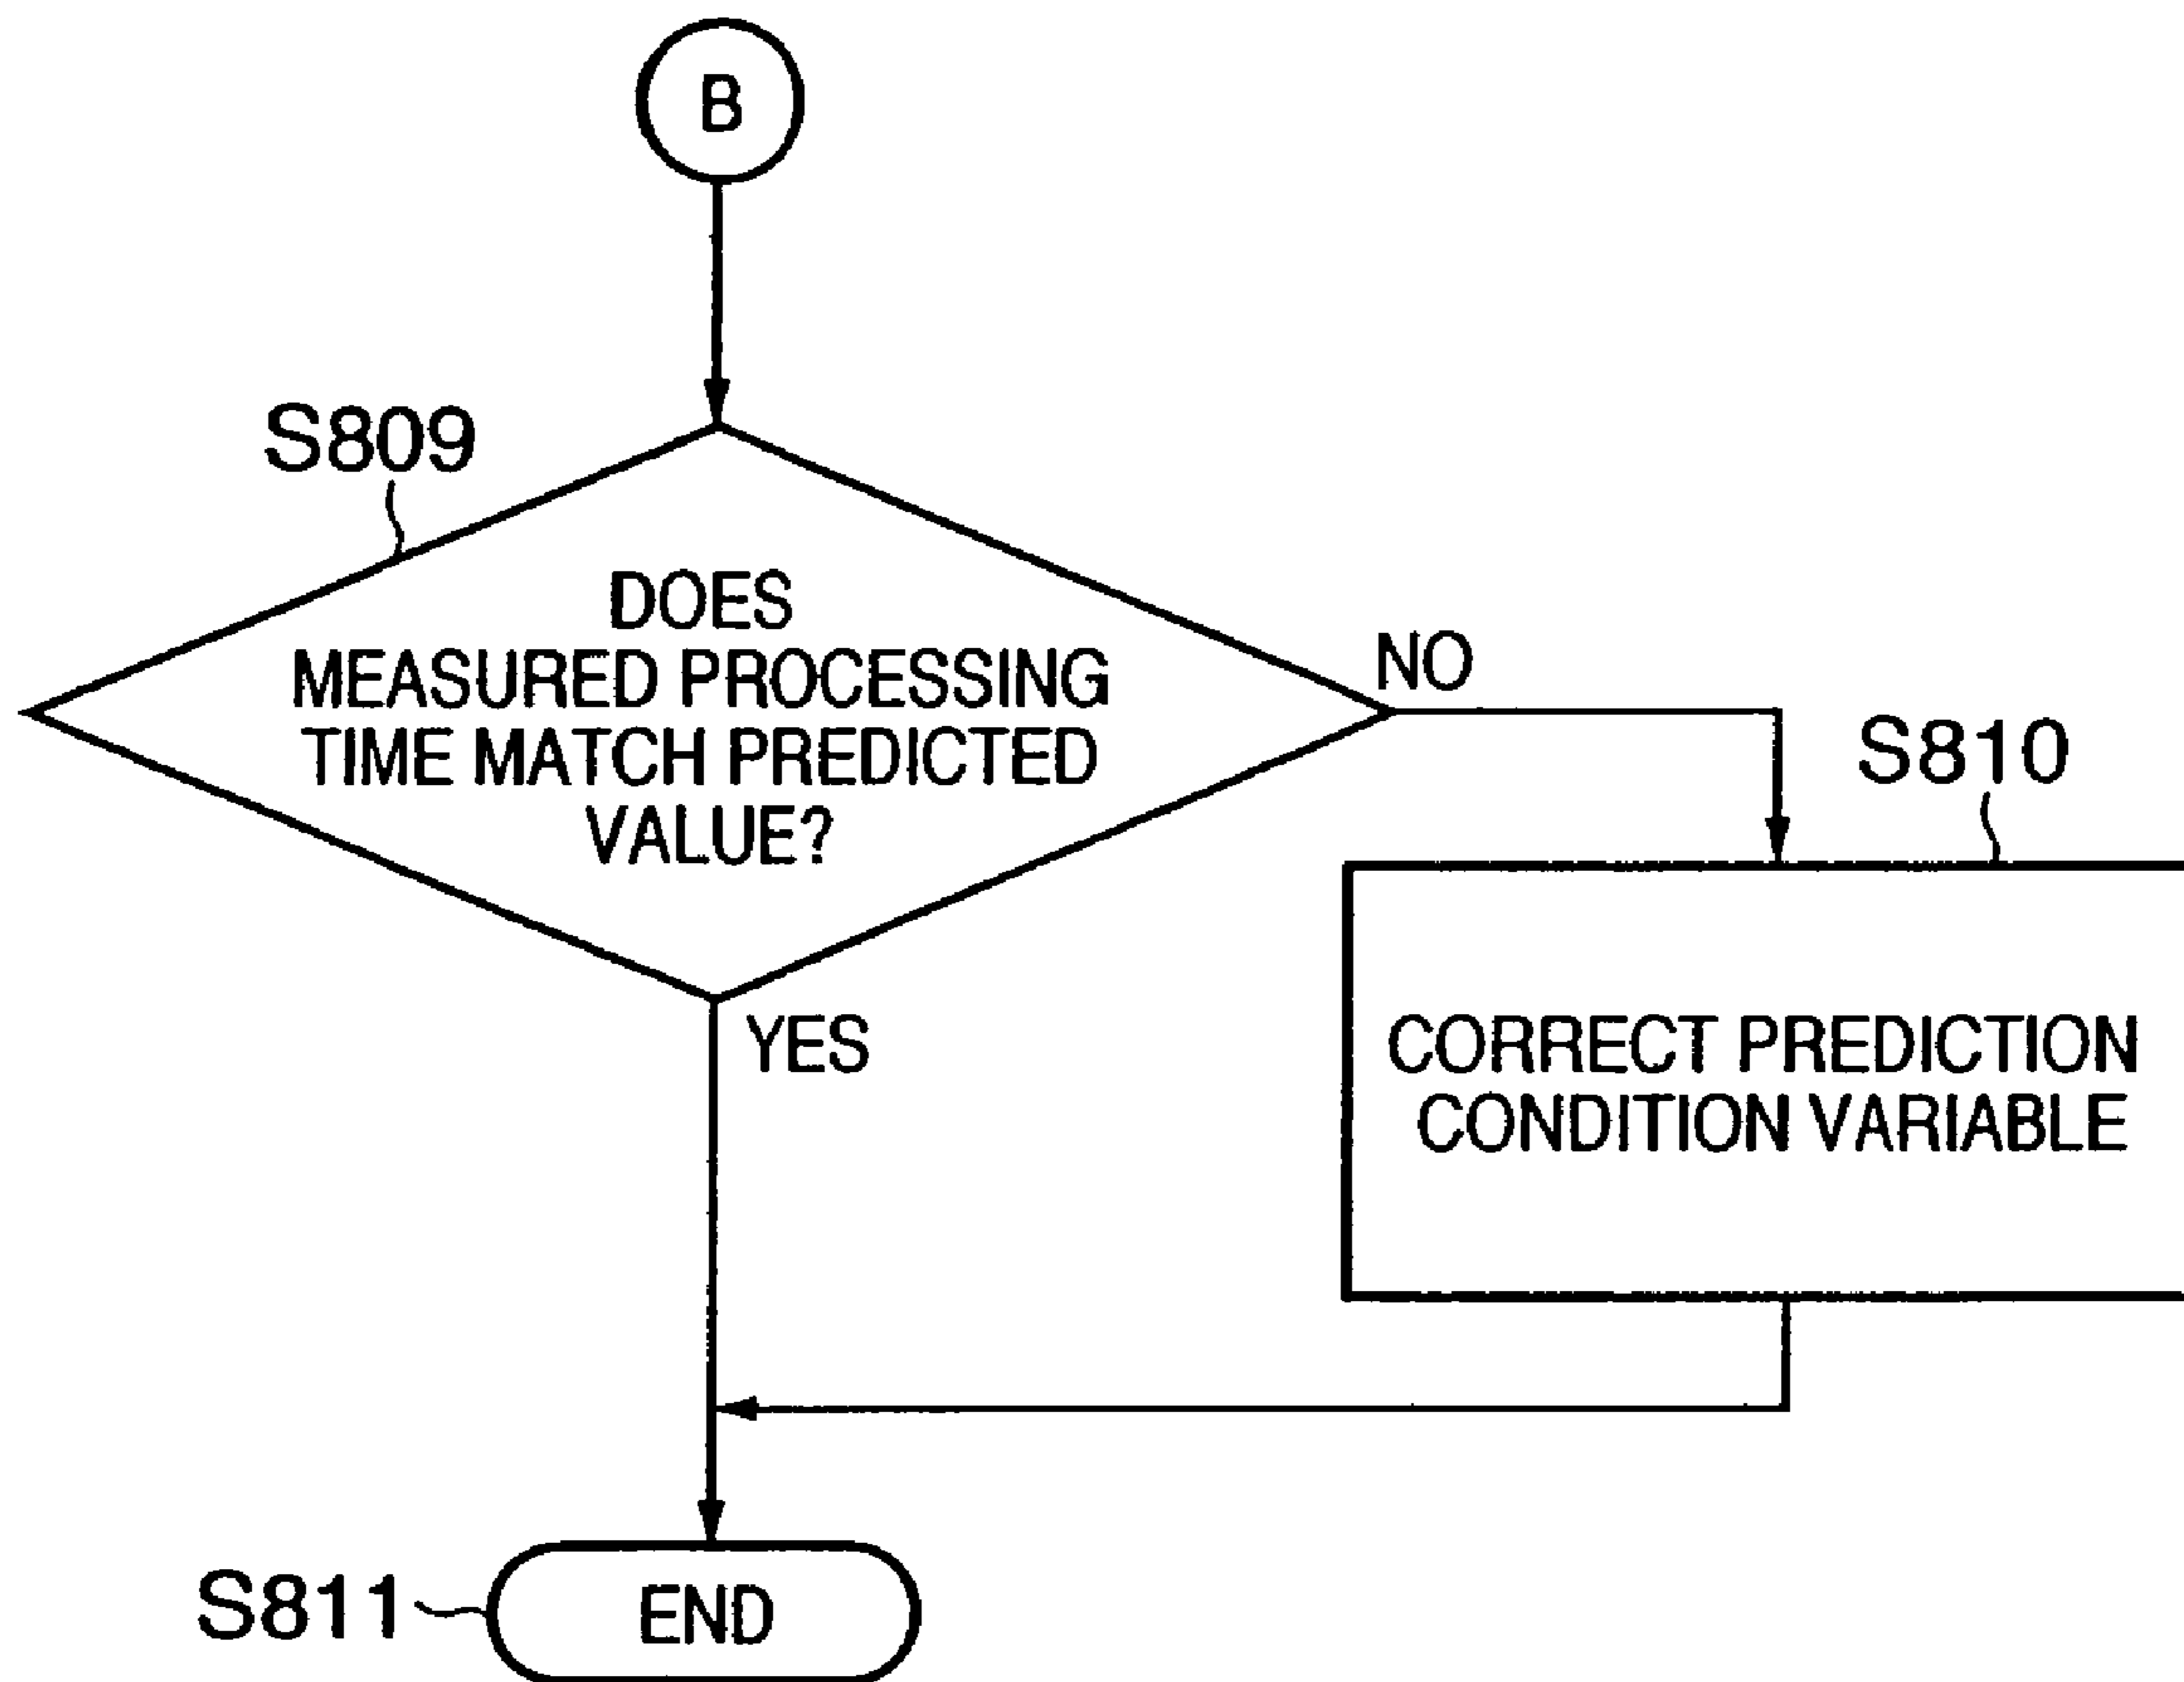 B
S809
DOES
MEASURED PROCESSING
TIME MATCH PREDICTED
VALUE?
NO
S810
CORRECT PREDICTION
CONDITION VARIABLE
YES
S811
END